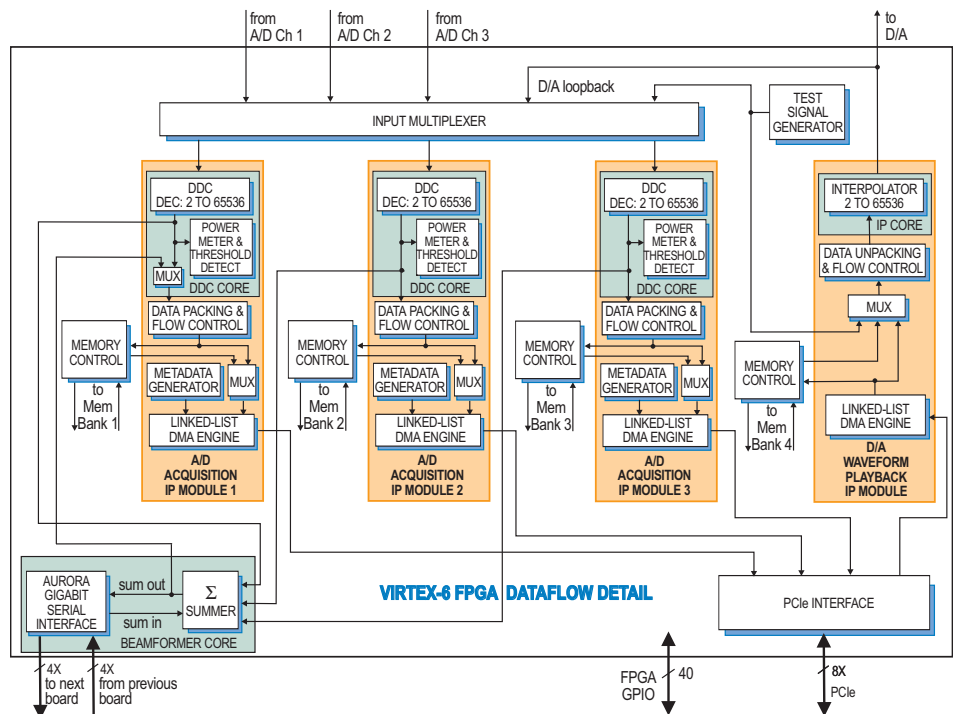 from
A/D Ch 1
from
A/D Ch 2
from
A/D Ch 3
to
D/A
D/A loopback
INPUT MULTIPLEXER
TEST
SIGNAL
GENERATOR
DDC
DEC: 2 TO 65536
POWER
METER &
THRESHOLD
DETECT
MUX
DDC CORE
DATA PACKING &
FLOW CONTROL
MEMORY
CONTROL
METADATA
GENERATOR
MUX
to
Mem
Bank 1
LINKED-LIST
DMA ENGINE
A/D
ACQUISITION
IP MODULE 1
DDC
DEC: 2 TO 65536
POWER
METER &
THRESHOLD
DETECT
DDC CORE
DATA PACKING &
FLOW CONTROL
MEMORY
CONTROL
METADATA
GENERATOR
MUX
to
Mem
Bank 2
LINKED-LIST
DMA ENGINE
A/D
ACQUISITION
IP MODULE 2
DDC
DEC: 2 TO 65536
POWER
METER &
THRESHOLD
DETECT
DDC CORE
DATA PACKING &
FLOW CONTROL
MEMORY
CONTROL
METADATA
GENERATOR
MUX
to
Mem
Bank 3
LINKED-LIST
DMA ENGINE
A/D
ACQUISITION
IP MODULE 3
INTERPOLATOR
2 TO 65536
IP CORE
DATA UNPACKING
& FLOW CONTROL
MUX
MEMORY
CONTROL
to
Mem
Bank 4
LINKED-LIST
DMA ENGINE
D/A
WAVEFORM
PLAYBACK
IP MODULE
AURORA
GIGABIT
SERIAL
INTERFACE
sum out
sum in
Σ
SUMMER
BEAMFORMER CORE
VIRTEX-6 FPGA DATAFLOW DETAIL
PCIe INTERFACE
4X
to next
board
4X
from previous
board
FPGA
GPIO
40
8X
PCIe